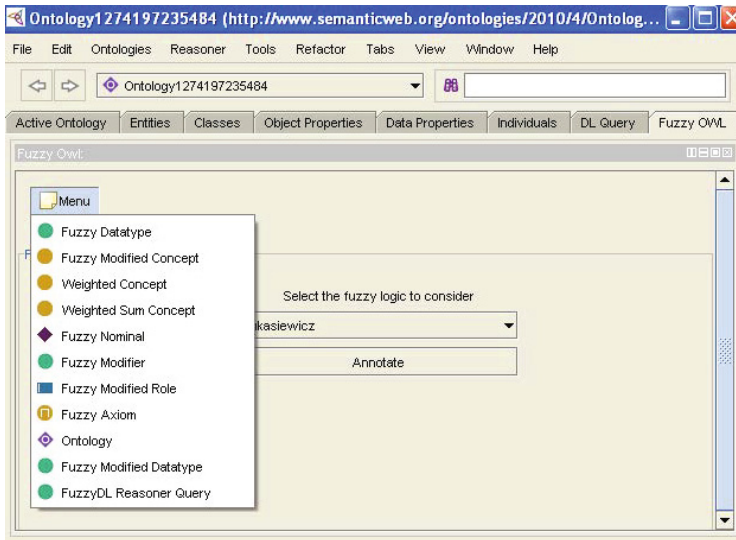 Ontology1274197235484 (http://www.semanticweb.org/ontologies/2010/4/Ontolog...
File Edit Ontologies Reasoner Tools Refactor Tabs View Window Help
Ontology1274197235484
Active Ontology Entities Classes Object Properties Data Properties Individuals DL Query Fuzzy OWL
Fuzzy Owl:
Menu
Fuzzy Datatype
Fuzzy Modified Concept
Weighted Concept
Weighted Sum Concept
Select the fuzzy logic to consider
kasiewicz
Fuzzy Nominal
Fuzzy Modifier
Annotate
Fuzzy Modified Role
Fuzzy Axiom
Ontology
Fuzzy Modified Datatype
FuzzyDL Reasoner Query